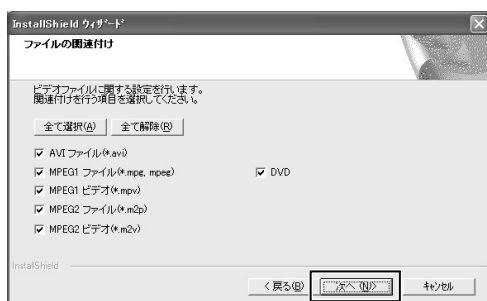 InstallShield ウィザード
ファイルの関連付け
ビデオファイルに関する設定を行います。
関連付けを行う項目を選択してください。
全て選択(A) 全て解除(R)
AVI ファイル(*.avi)
MPEG1 ファイル(*.mpg, mpeg) DVD
MPEG1 ビデオ(*.mpv)
MPEG2 ファイル(*.m2p)
MPEG2 ビデオ(*.m2v)
InstallShield
< 戻る(B) 次へ (N)> キャンセル